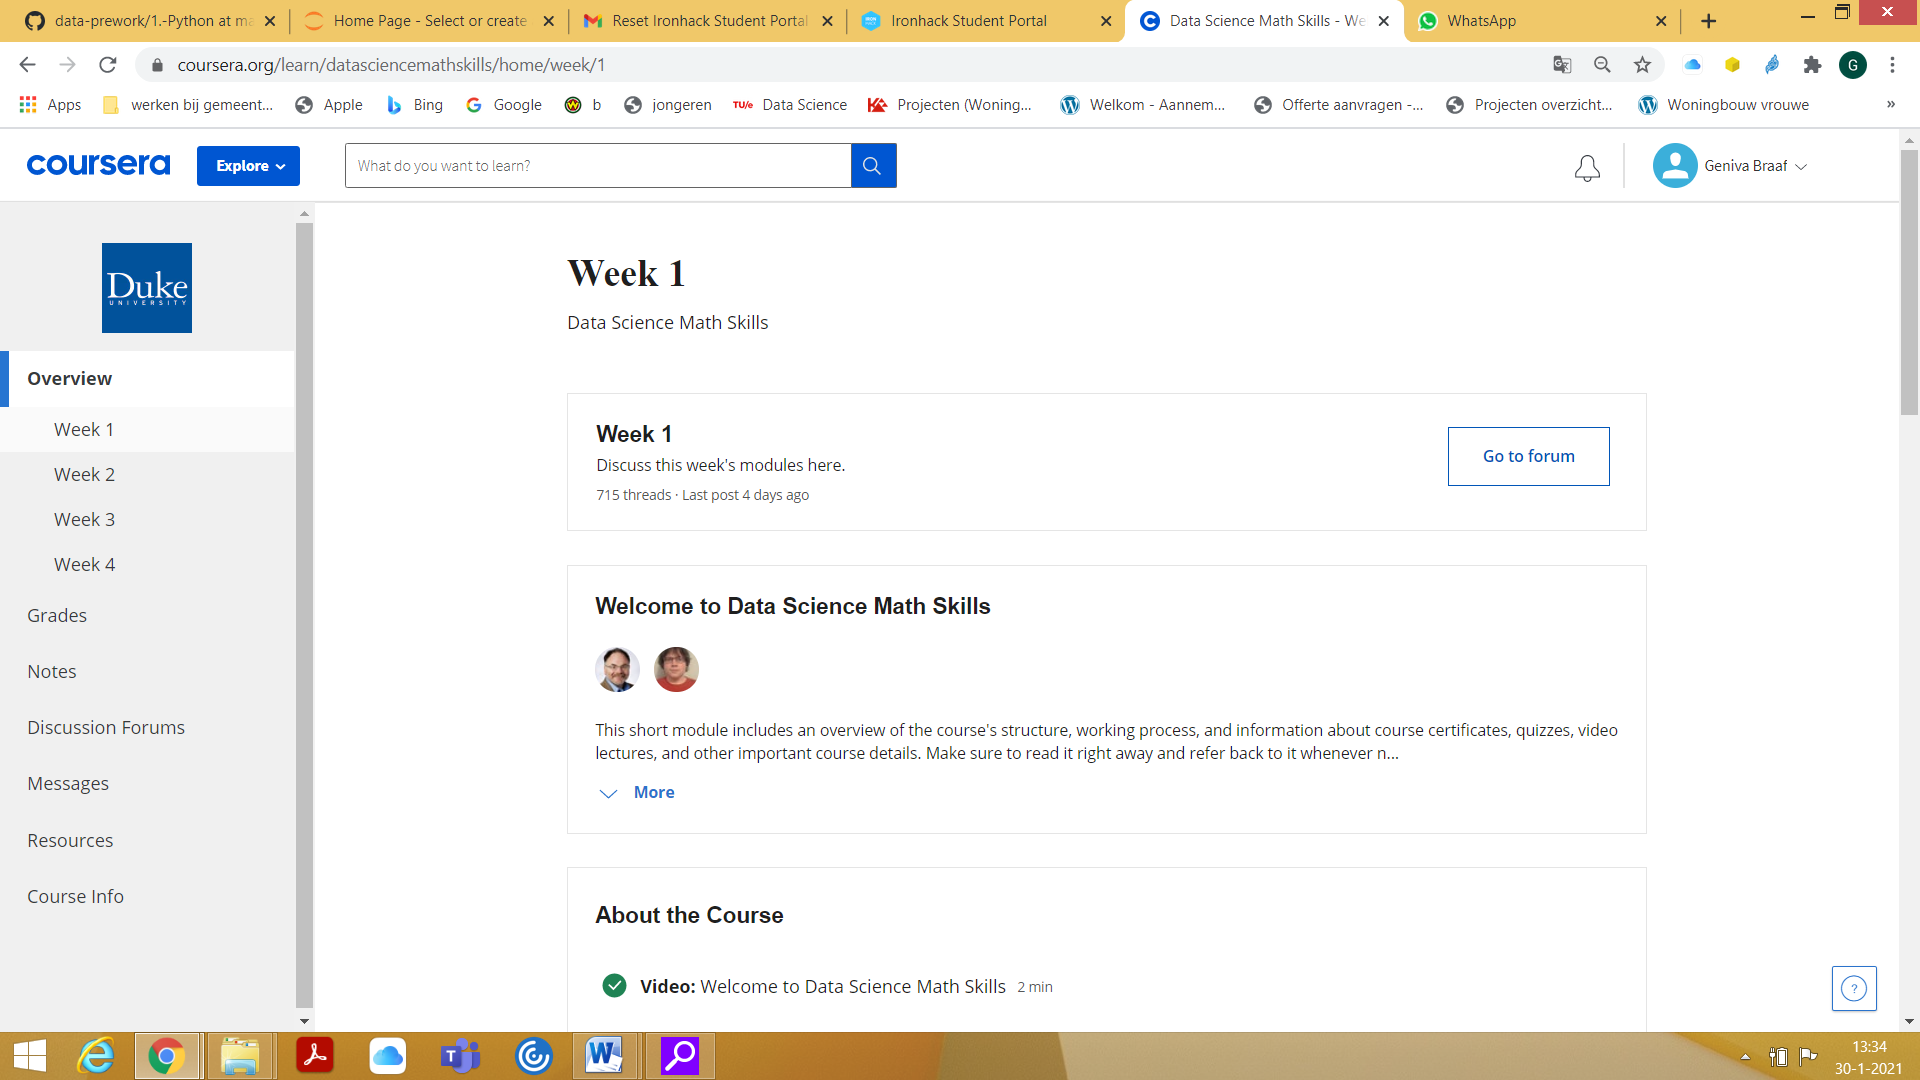 data-prework/1.-Python at ma
Home Page - Select or create
Reset Ironhack Student Portal
Ironhack Student Portal
Data Science Math Skills - We
WhatsApp
coursera.org/learn/datasciencemathskills/home/week/1
G
Apps
werken bij gemeent...
Apple
Bing
Google
b
jongeren
TU/e Data Science
Projecten (Woning...
Welkom - Aannem...
Offerte aanvragen -...
Projecten overzicht...
Woningbouw vrouwe
»
coursera
Explore
What do you want to learn?
Geniva Braaf
Duke
UNIVERSITY
Overview
Week 1
Week 2
Week 3
Week 4
Grades
Notes
Discussion Forums
Messages
Resources
Course Info
Week 1
Data Science Math Skills
Week 1
Discuss this week's modules here.
715 threads · Last post 4 days ago
Go to forum
Welcome to Data Science Math Skills
This short module includes an overview of the course's structure, working process, and information about course certificates, quizzes, video
lectures, and other important course details. Make sure to read it right away and refer back to it whenever n...
More
About the Course
Video: Welcome to Data Science Math Skills 2 min
?
13:34
30-1-2021